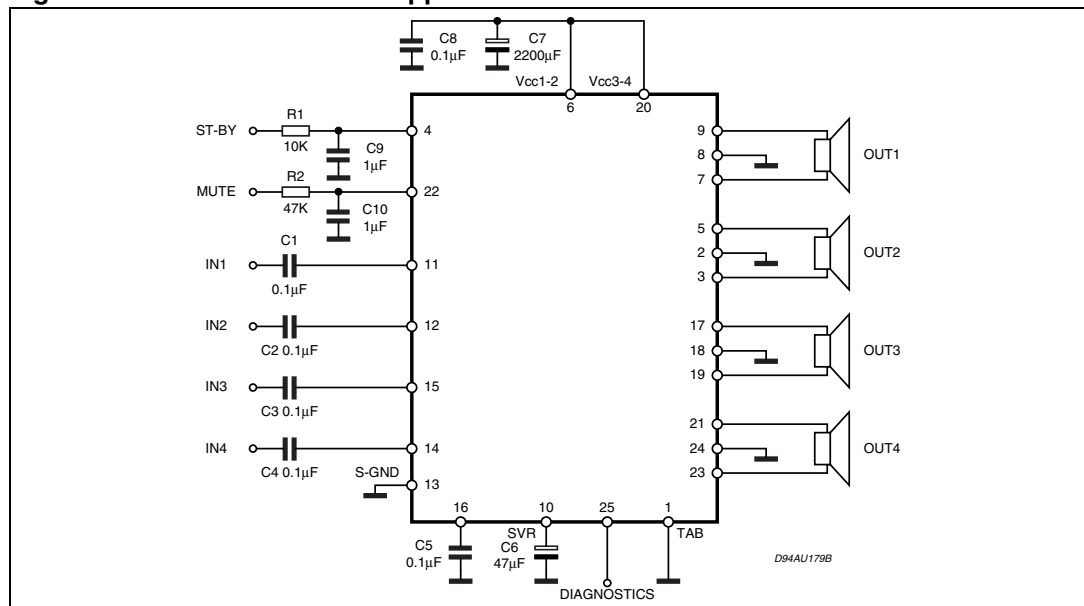 C8
0.1µF
C7
2200µF
Vcc1-2
Vcc3-4
6
20
ST-BY
R1
10K
4
C9
1µF
MUTE
R2
47K
22
C10
1µF
IN1
C1
0.1µF
11
IN2
C2 0.1µF
12
IN3
C3 0.1µF
15
IN4
C4 0.1µF
14
S-GND
13
9
8
7
OUT1
5
2
3
OUT2
17
18
19
OUT3
21
24
23
OUT4
16
10
25
1
SVR
TAB
C5
0.1µF
C6
47µF
DIAGNOSTICS
D94AU179B